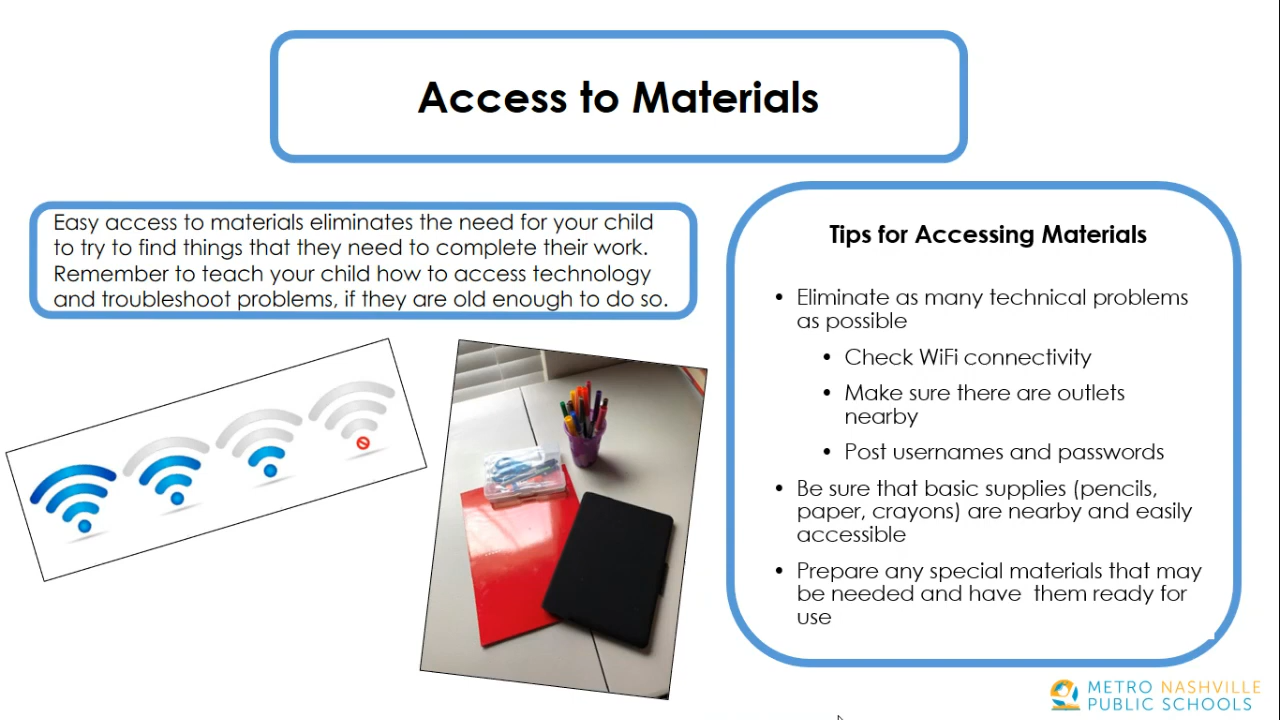 Access to Materials
Easy access to materials eliminates the need for your child
to try to find things that they need to complete their work.
Remember to teach your child how to access technology
and troubleshoot problems, if they are old enough to do so.
Tips for Accessing Materials
• Eliminate as many technical problems
as possible
• Check WiFi connectivity
• Make sure there are outlets
nearby
• Post usernames and passwords
• Be sure that basic supplies (pencils,
paper, crayons) are nearby and easily
accessible
• Prepare any special materials that may
be needed and have  them ready for
use
METRO NASHVILLE
PUBLIC SCHOOLS